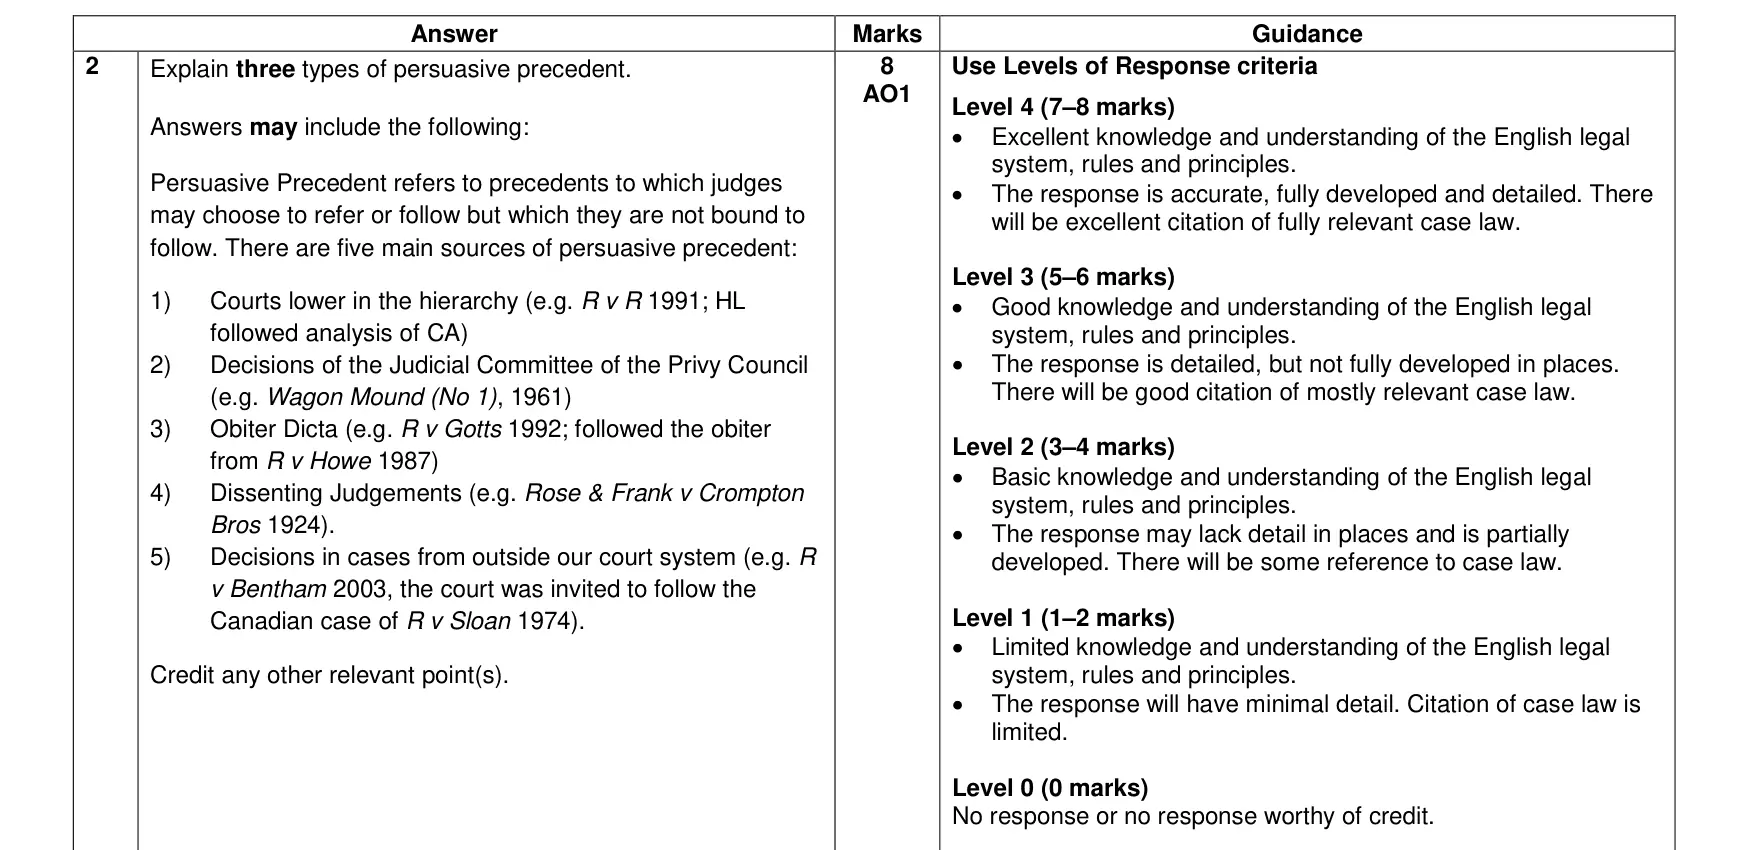 Answer Marks Guidance
2 Explain three types of persuasive precedent.
Answers may include the following:
Persuasive Precedent refers to precedents to which judges
may choose to refer or follow but which they are not bound to
follow. There are five main sources of persuasive precedent:
1) Courts lower in the hierarchy (e.g. R v R 1991; HL
followed analysis of CA)
2) Decisions of the Judicial Committee of the Privy Council
(e.g. Wagon Mound (No 1), 1961)
3) Obiter Dicta (e.g. R v Gotts 1992; followed the obiter
from R v Howe 1987)
4) Dissenting Judgements (e.g. Rose & Frank v Crompton
Bros 1924).
5) Decisions in cases from outside our court system (e.g. R
v Bentham 2003, the court was invited to follow the
Canadian case of R v Sloan 1974).
Credit any other relevant point(s).
8
AO1
Use Levels of Response criteria
Level 4 (7–8 marks)
• Excellent knowledge and understanding of the English legal
system, rules and principles.
• The response is accurate, fully developed and detailed. There
will be excellent citation of fully relevant case law.
Level 3 (5–6 marks)
• Good knowledge and understanding of the English legal
system, rules and principles.
• The response is detailed, but not fully developed in places.
There will be good citation of mostly relevant case law.
Level 2 (3–4 marks)
• Basic knowledge and understanding of the English legal
system, rules and principles.
• The response may lack detail in places and is partially
developed. There will be some reference to case law.
Level 1 (1–2 marks)
• Limited knowledge and understanding of the English legal
system, rules and principles.
• The response will have minimal detail. Citation of case law is
limited.
Level 0 (0 marks)
No response or no response worthy of credit.